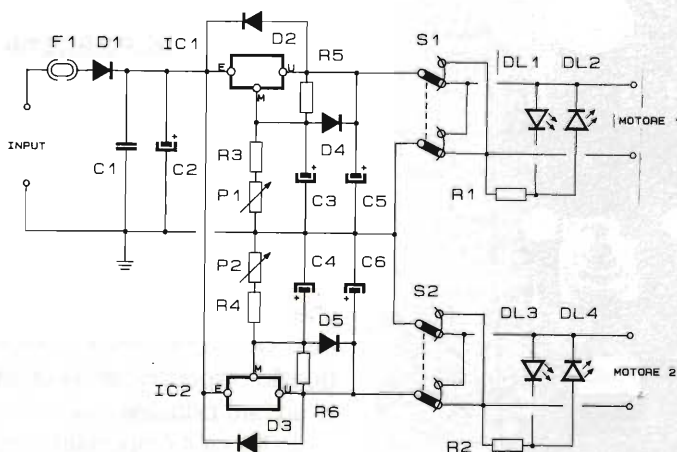 F1
D1
IC1
D2
R5
S1
DL1
DL2
E
U
M
INPUT
C1
C2
R3
D4
P1
C3
C5
MOTORE
R1
P2
C4
C6
S2
R4
D5
DL3
DL4
M
IC2
E
U
D3
R6
MOTORE 2
R2